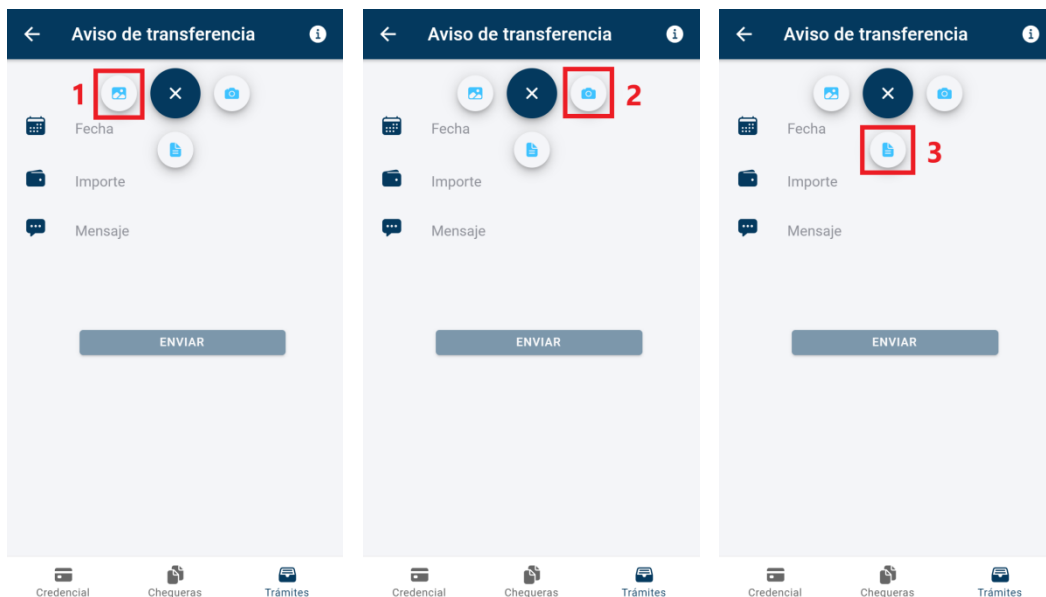 Aviso de transferencia
1
Fecha
Importe
Mensaje
ENVIAR
Credencial
Chequeras
Trámites
Aviso de transferencia
2
Fecha
Importe
Mensaje
ENVIAR
Credencial
Chequeras
Trámites
Aviso de transferencia
Fecha
3
Importe
Mensaje
ENVIAR
Credencial
Chequeras
Trámites